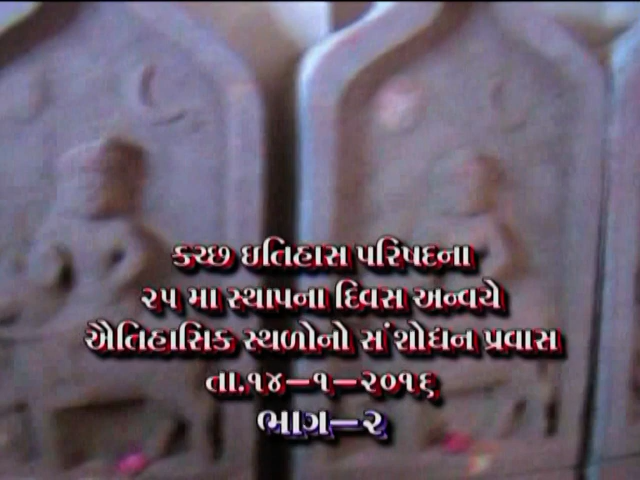 કચ્છ ઇતિહાસ પરિષદના
૨૫ મા સ્થાપના દિવસ અન્વયે
ઐતિહાસિક સ્થળોનો સંશોધન પ્રવાસ
તા.૧૪–૧–૨૦૧૬
ભાગ–૨